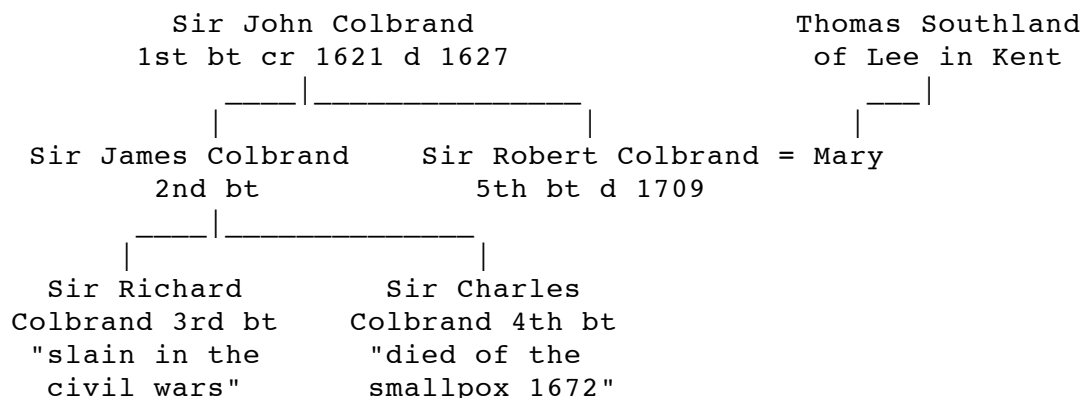 Sir John Colbrand Thomas Southland
1st bt cr 1621 d 1627 of Lee in Kent
Sir James Colbrand Sir Robert Colbrand = Mary
2nd bt 5th bt d 1709
Sir Richard Sir Charles
Colbrand 3rd bt Colbrand 4th bt
"slain in the "died of the
civil wars" smallpox 1672"